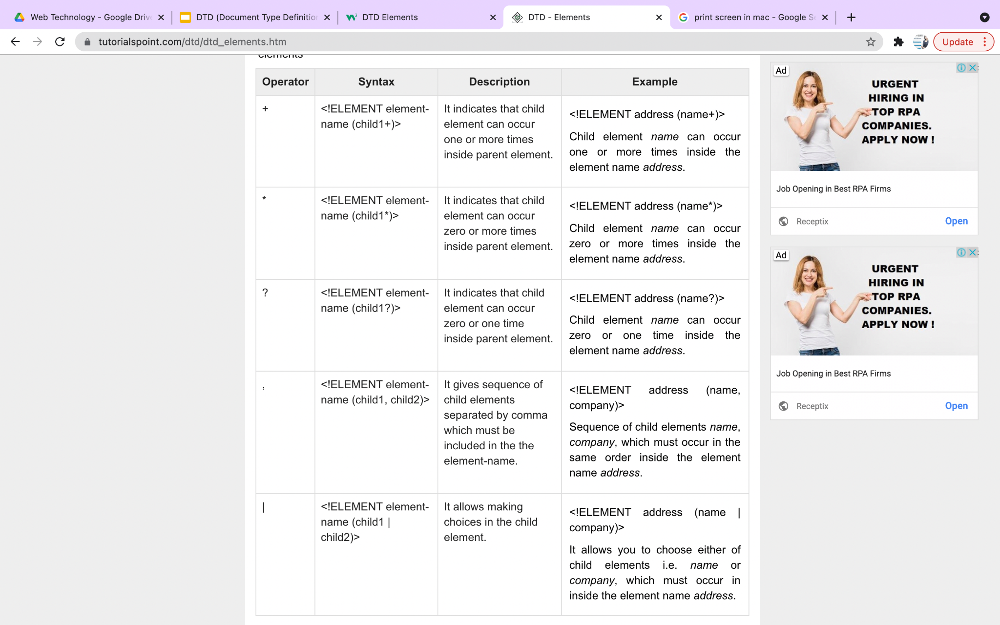 Web Technology - Google Drive
DTD (Document Type Definition
DTD Elements
DTD - Elements
print screen in mac - Google Se
tutorialspoint.com/dtd/dtd_elements.htm
Update
elements
Operator
Syntax
Description
Example
+
<!ELEMENT element-
name (child1+)>
It indicates that child
element can occur
one or more times
inside parent element.
<!ELEMENT address (name+)>
Child element name can occur
one or more times inside the
element name address.
*
<!ELEMENT element-
name (child1*)>
It indicates that child
element can occur
zero or more times
inside parent element.
<!ELEMENT address (name*)>
Child element name can occur
zero or more times inside the
element name address.
?
<!ELEMENT element-
name (child1?)>
It indicates that child
element can occur
zero or one time
inside parent element.
<!ELEMENT address (name?)>
Child element name can occur
zero or one time inside the
element name address.
,
<!ELEMENT element-
name (child1, child2)>
It gives sequence of
child elements
separated by comma
which must be
included in the the
element-name.
<!ELEMENT address (name,
company)>
Sequence of child elements name,
company, which must occur in the
same order inside the element
name address.
|
<!ELEMENT element-
name (child1 |
child2)>
It allows making
choices in the child
element.
<!ELEMENT address (name |
company)>
It allows you to choose either of
child elements i.e. name or
company, which must occur in
inside the element name address.
Ad
URGENT
HIRING IN
TOP RPA
COMPANIES.
APPLY NOW !
Job Opening in Best RPA Firms
Receptix
Open
Ad
URGENT
HIRING IN
TOP RPA
COMPANIES.
APPLY NOW !
Job Opening in Best RPA Firms
Receptix
Open